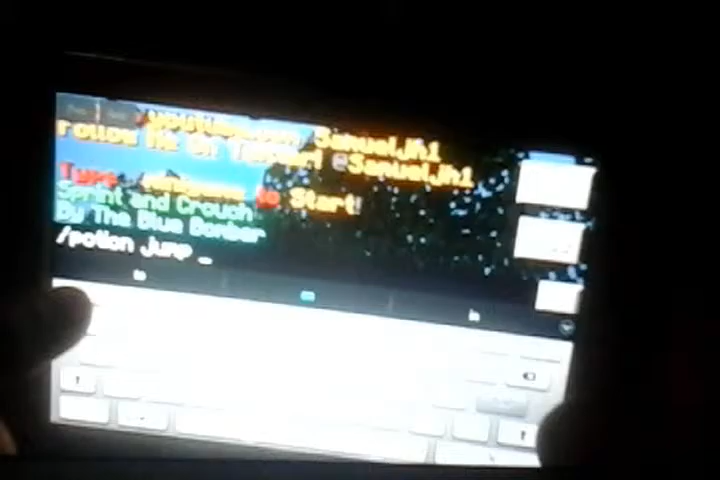 SamuelJh1
Follow Me On Twitter! @SamuelJh1
Type to Start!
Sprint and Crouch
By The Blue Bomber
/potion Jump _